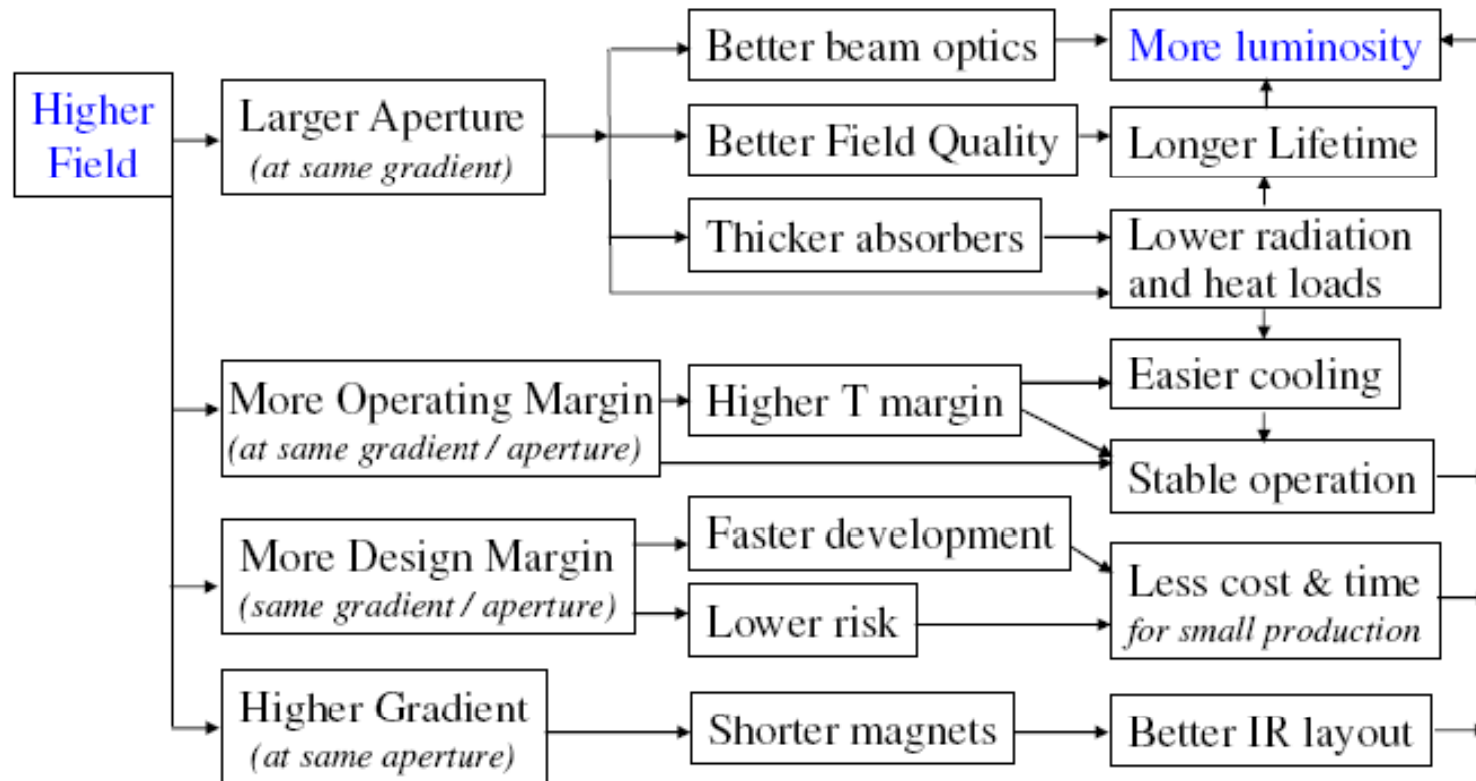 Higher
Field
Larger Aperture
(at same gradient)
Better beam optics
More luminosity
Better Field Quality
Longer Lifetime
Thicker absorbers
Lower radiation
and heat loads
More Operating Margin
(at same gradient / aperture)
Higher T margin
Easier cooling
Stable operation
More Design Margin
(same gradient / aperture)
Faster development
Lower risk
Less cost & time
for small production
Higher Gradient
(at same aperture)
Shorter magnets
Better IR layout